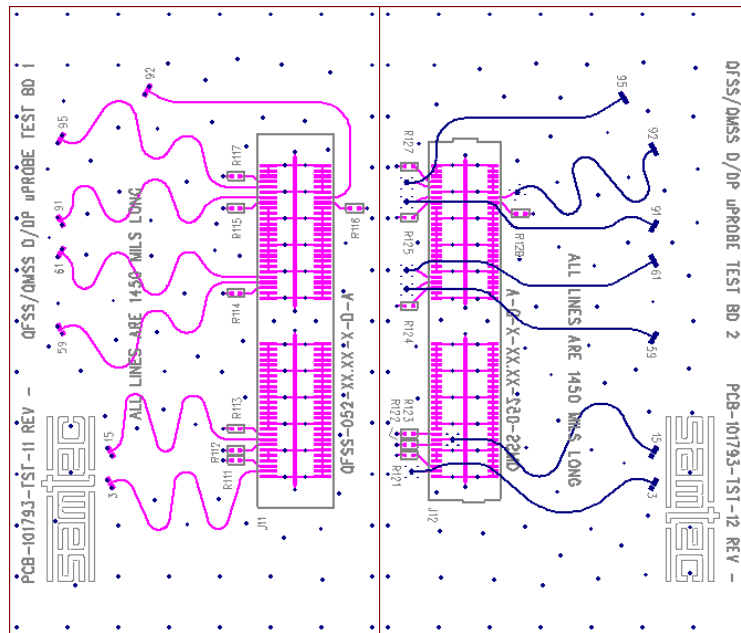 QFSS/QMSS D/DP uPROBE TEST BD 1
PCB-101793-TST-11 REV -
samtec
92
95
91
61
59
15
3
ALL LINES ARE 1450 MILS LONG
R117
R115
R116
R114
R113
R112
R111
J11
QFSS-052-XX.XX-X-D-A
R127
R125
R126
R124
R123
R122
R121
J12
QMSS-052-XX.XX-X-D-A
ALL LINES ARE 1450 MILS LONG
95
92
91
61
59
15
3
QFSS/QMSS D/DP uPROBE TEST BD 2
PCB-101793-TST-12 REV -
samtec